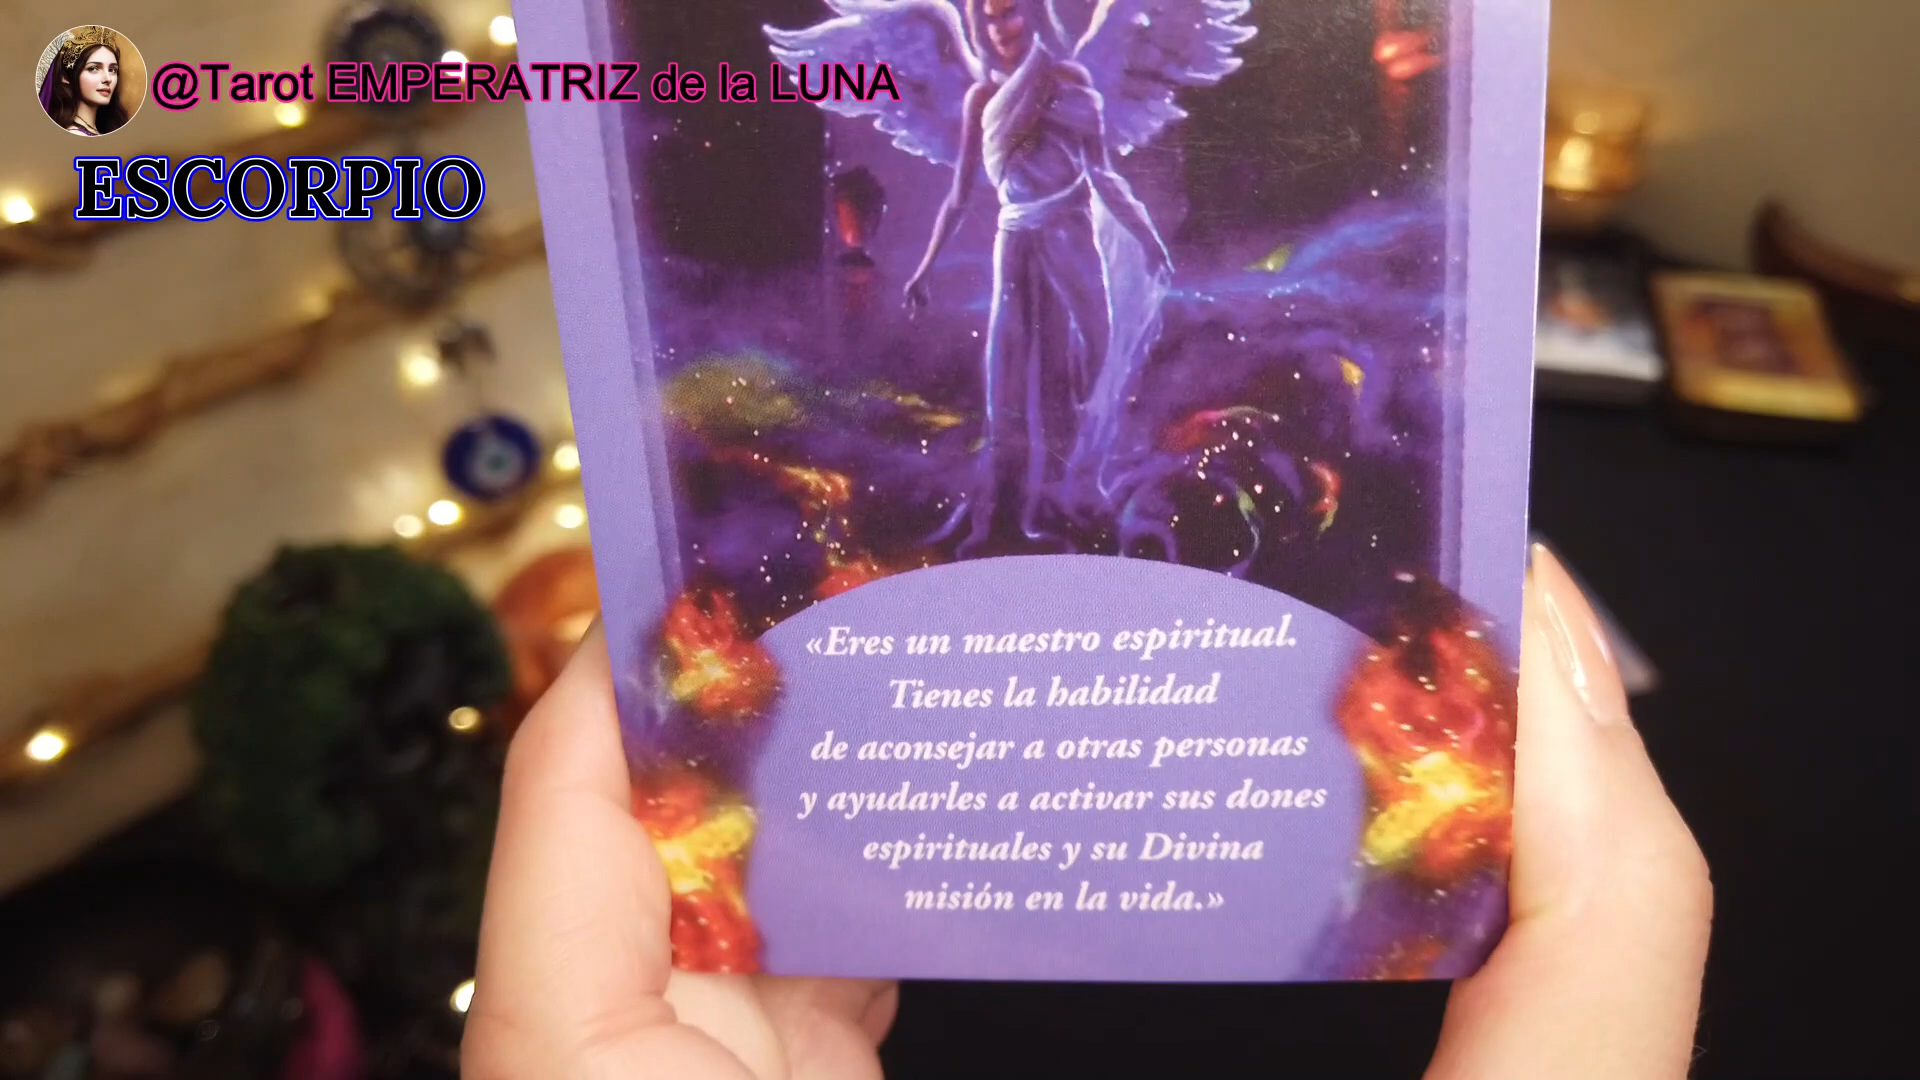 @Tarot EMPERATRIZ de la LUNA
ESCORPIO
«Eres un maestro espiritual.
Tienes la habilidad
de aconsejar a otras personas
y ayudarles a activar sus dones
espirituales y su Divina
misión en la vida.»